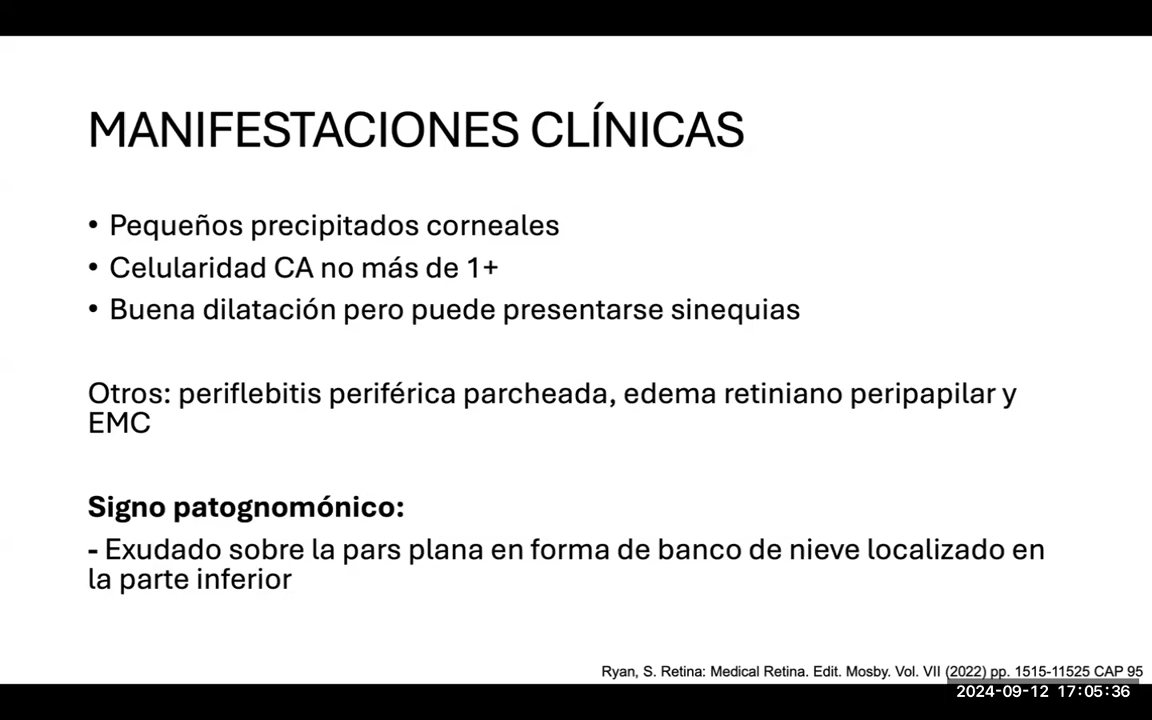 MANIFESTACIONES CLÍNICAS
• Pequeños precipitados corneales
• Celularidad CA no más de 1+
• Buena dilatación pero puede presentarse sinequias
Otros: periflebitis periférica parcheada, edema retiniano peripapilar y
EMC
Signo patognomónico:
- Exudado sobre la pars plana en forma de banco de nieve localizado en
la parte inferior
Ryan, S. Retina: Medical Retina. Edit. Mosby. Vol. VII (2022) pp. 1515-11525 CAP 95
2024-09-12 17:05:36